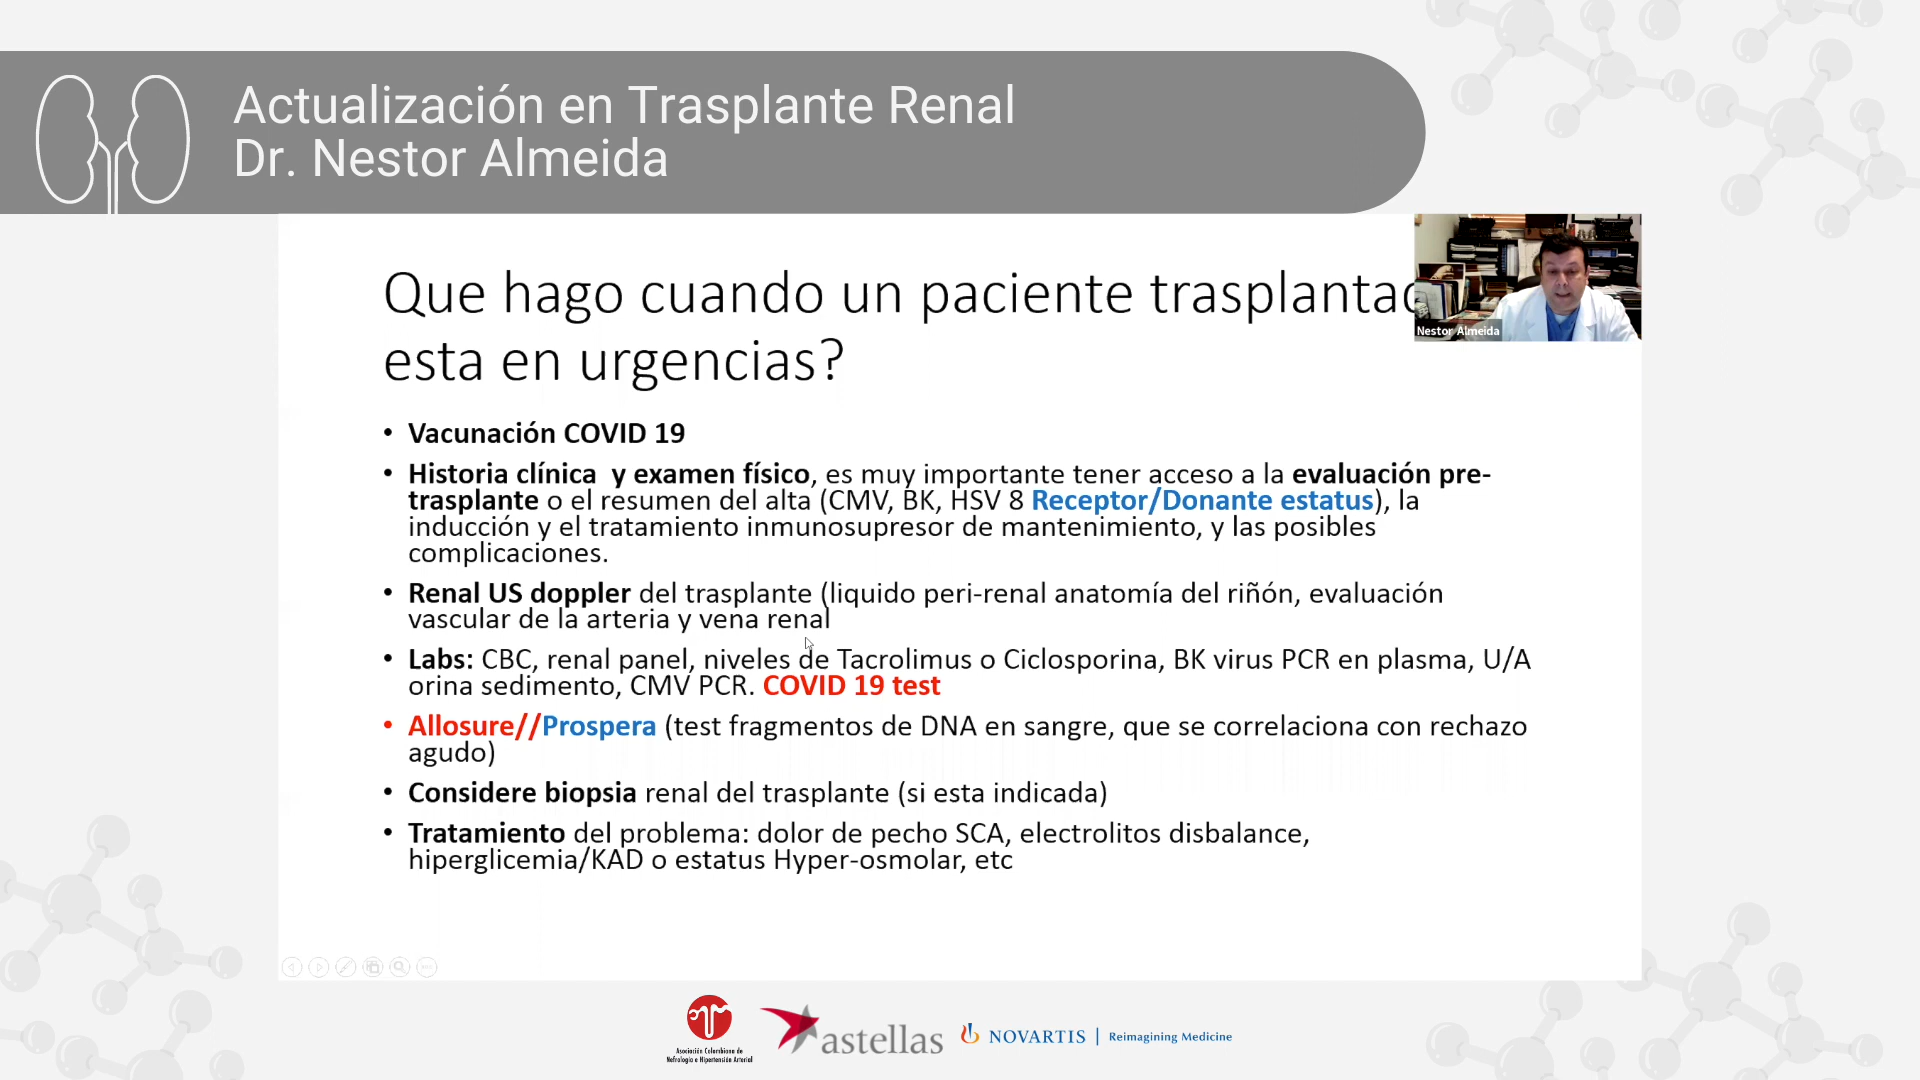 Actualización en Trasplante Renal
Dr. Nestor Almeida
Que hago cuando un paciente trasplantad
esta en urgencias?
Nestor Almeida
• Vacunación COVID 19
• Historia clínica y examen físico, es muy importante tener acceso a la evaluación pre-
trasplante o el resumen del alta (CMV, BK, HSV 8 Receptor/Donante estatus), la
inducción y el tratamiento inmunosupresor de mantenimiento, y las posibles
complicaciones.
• Renal US doppler del trasplante (liquido peri-renal anatomía del riñón, evaluación
vascular de la arteria y vena renal
• Labs: CBC, renal panel, niveles de Tacrolimus o Ciclosporina, BK virus PCR en plasma, U/A
orina sedimento, CMV PCR. COVID 19 test
• Allosure//Prospera (test fragmentos de DNA en sangre, que se correlaciona con rechazo
agudo)
• Considere biopsia renal del trasplante (si esta indicada)
• Tratamiento del problema: dolor de pecho SCA, electrolitos disbalance,
hiperglicemia/KAD o estatus Hyper-osmolar, etc
Asociación Colombiana de
Nefrología e Hipertensión Arterial
astellas
NOVARTIS | Reimagining Medicine